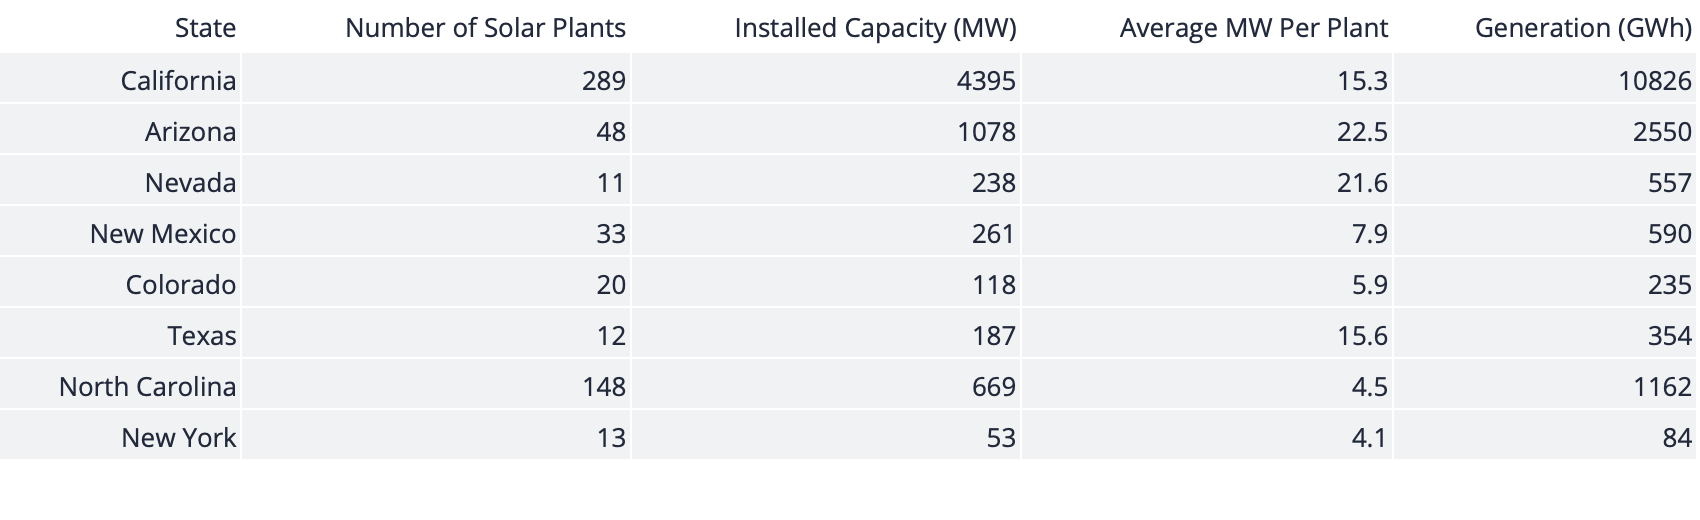 State Number of Solar Plants Installed Capacity (MW) Average MW Per Plant Generation (GWh)
California 289 4395 15.3 10826
Arizona 48 1078 22.5 2550
Nevada 11 238 21.6 557
New Mexico 33 261 7.9 590
Colorado 20 118 5.9 235
Texas 12 187 15.6 354
North Carolina 148 669 4.5 1162
New York 13 53 4.1 84